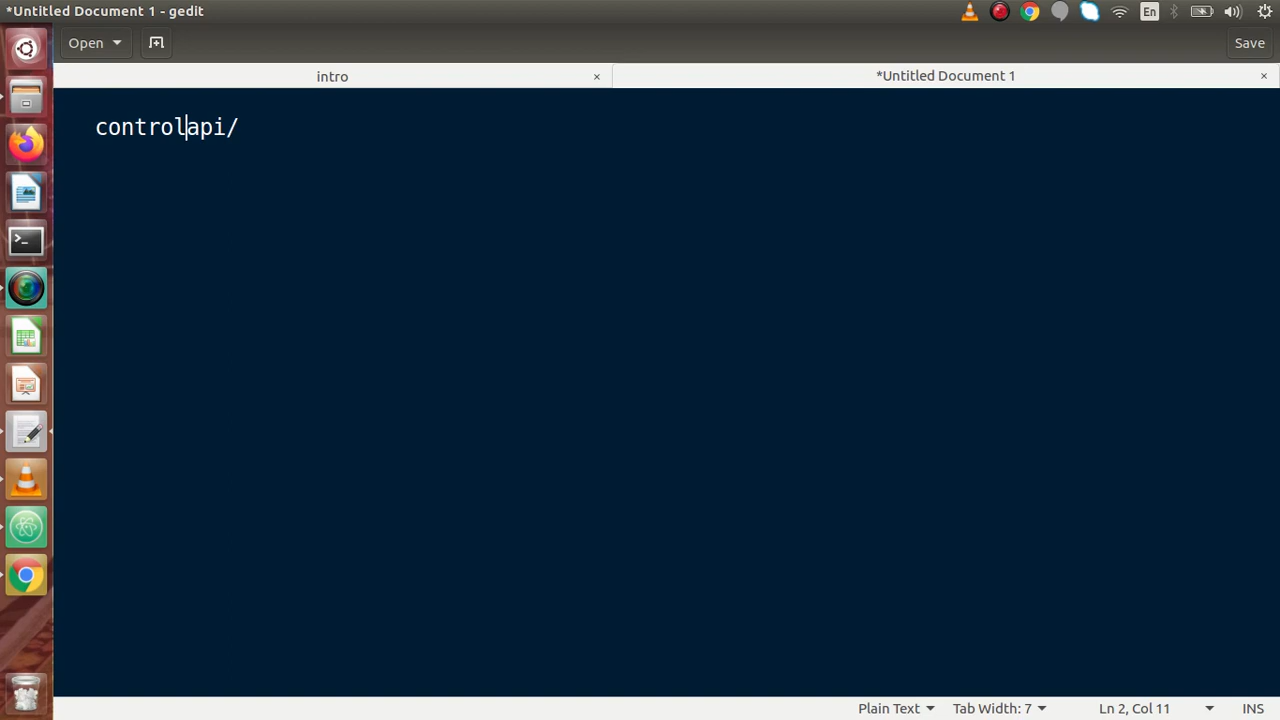 *Untitled Document 1 - gedit
En
Open
Save
intro
*Untitled Document 1
controlapi/
Plain Text
Tab Width: 7
Ln 2, Col 11
INS